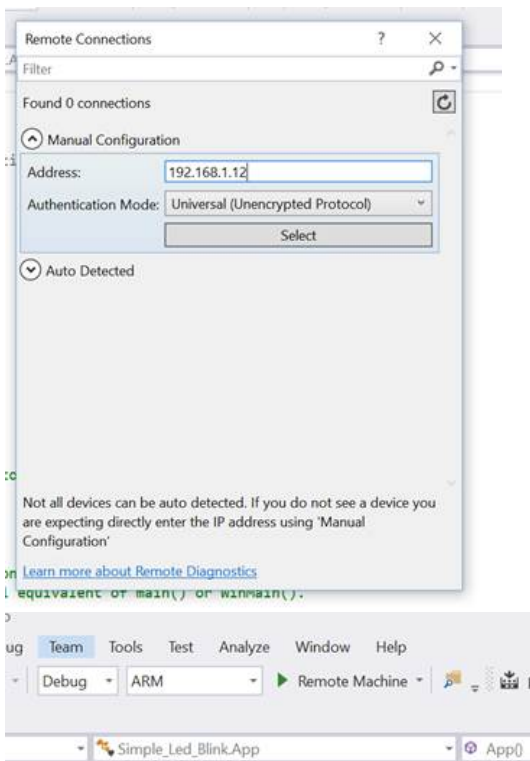 Remote Connections ? ×
Filter
Found 0 connections
Manual Configuration
Address: 192.168.1.12
Authentication Mode: Universal (Unencrypted Protocol)
Select
Auto Detected
Not all devices can be auto detected. If you do not see a device you
are expecting directly enter the IP address using 'Manual
Configuration'
Learn more about Remote Diagnostics
equivalent of main() or WinMain().
ug Team Tools Test Analyze Window Help
Debug ARM Remote Machine
Simple_Led_Blink.App App()